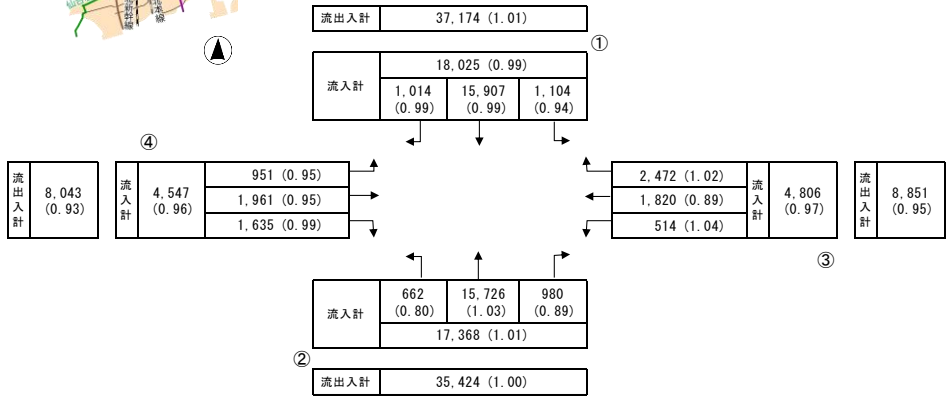 新幹線
本線
流出入計 37,174 (1.01)
①
流入計 18,025 (0.99)
1,014 15,907 1,104
(0.99) (0.99) (0.94)
④
流出入計 8,043 (0.93)
流入計 4,547 (0.96)
951 (0.95)
1,961 (0.95)
1,635 (0.99)
2,472 (1.02)
1,820 (0.89)
514 (1.04)
流入計 4,806 (0.97)
流出入計 8,851 (0.95)
③
662 15,726 980
(0.80) (1.03) (0.89)
流入計 17,368 (1.01)
②
流出入計 35,424 (1.00)